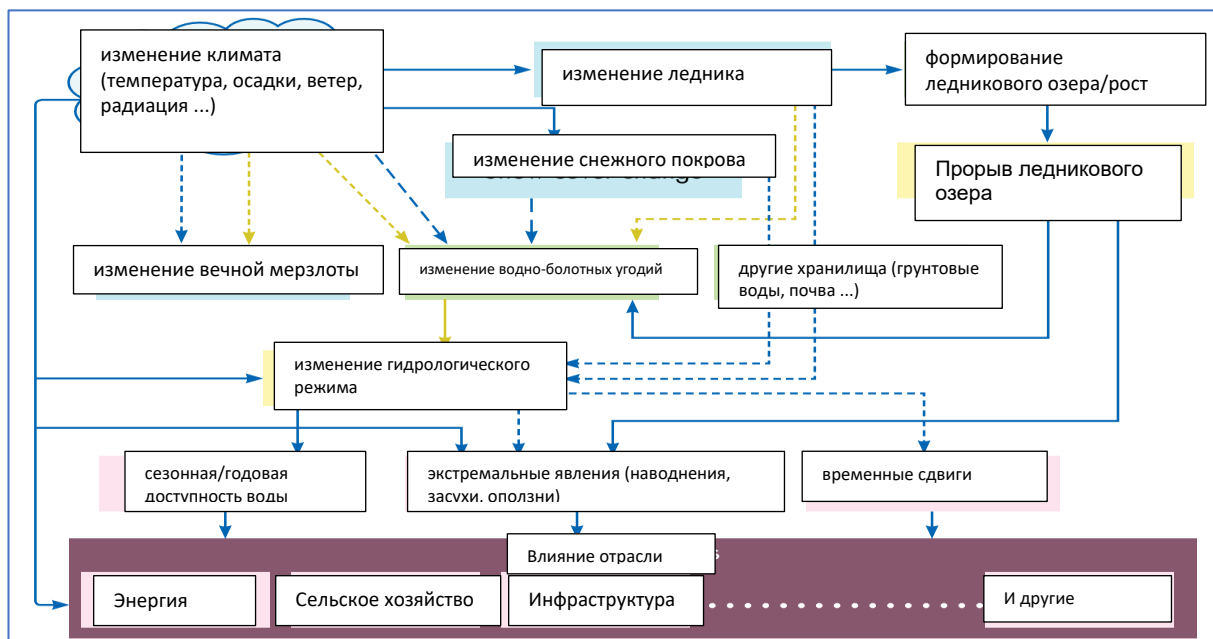 изменение климата
(температура, осадки, ветер,
радиация ...)
изменение ледника
формирование
ледникового озера/рост
изменение снежного покрова
Прорыв ледникового
озера
изменение вечной мерзлоты
изменение водно-болотных угодий
другие хранилища (грунтовые
воды, почва ...)
изменение гидрологического
режима
сезонная/годовая
доступность воды
экстремальные явления (наводнения,
засухи, оползни)
временные сдвиги
Влияние отрасли
s
Энергия
Сельское хозяйство
Инфраструктура
И другие